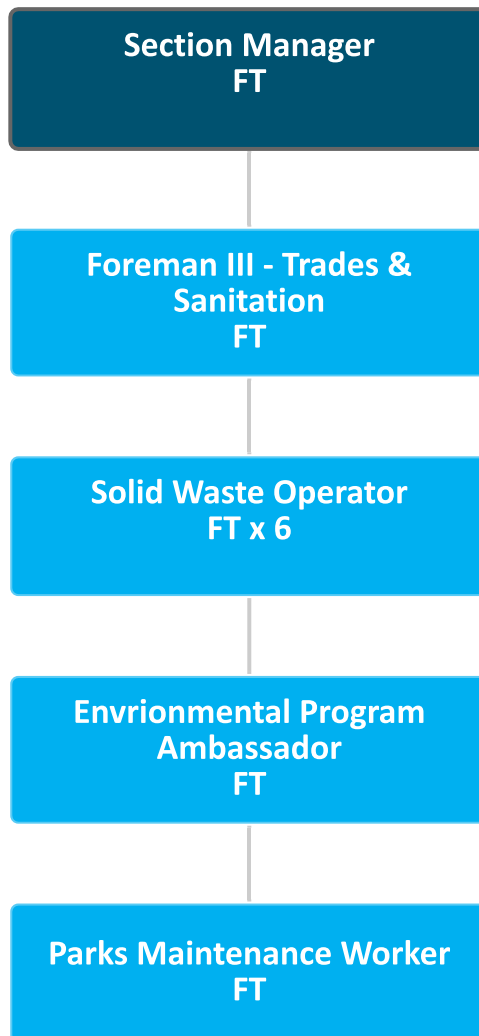 Section Manager
FT
Foreman III - Trades &
Sanitation
FT
Solid Waste Operator
FT x 6
Envrionmental Program
Ambassador
FT
Parks Maintenance Worker
FT